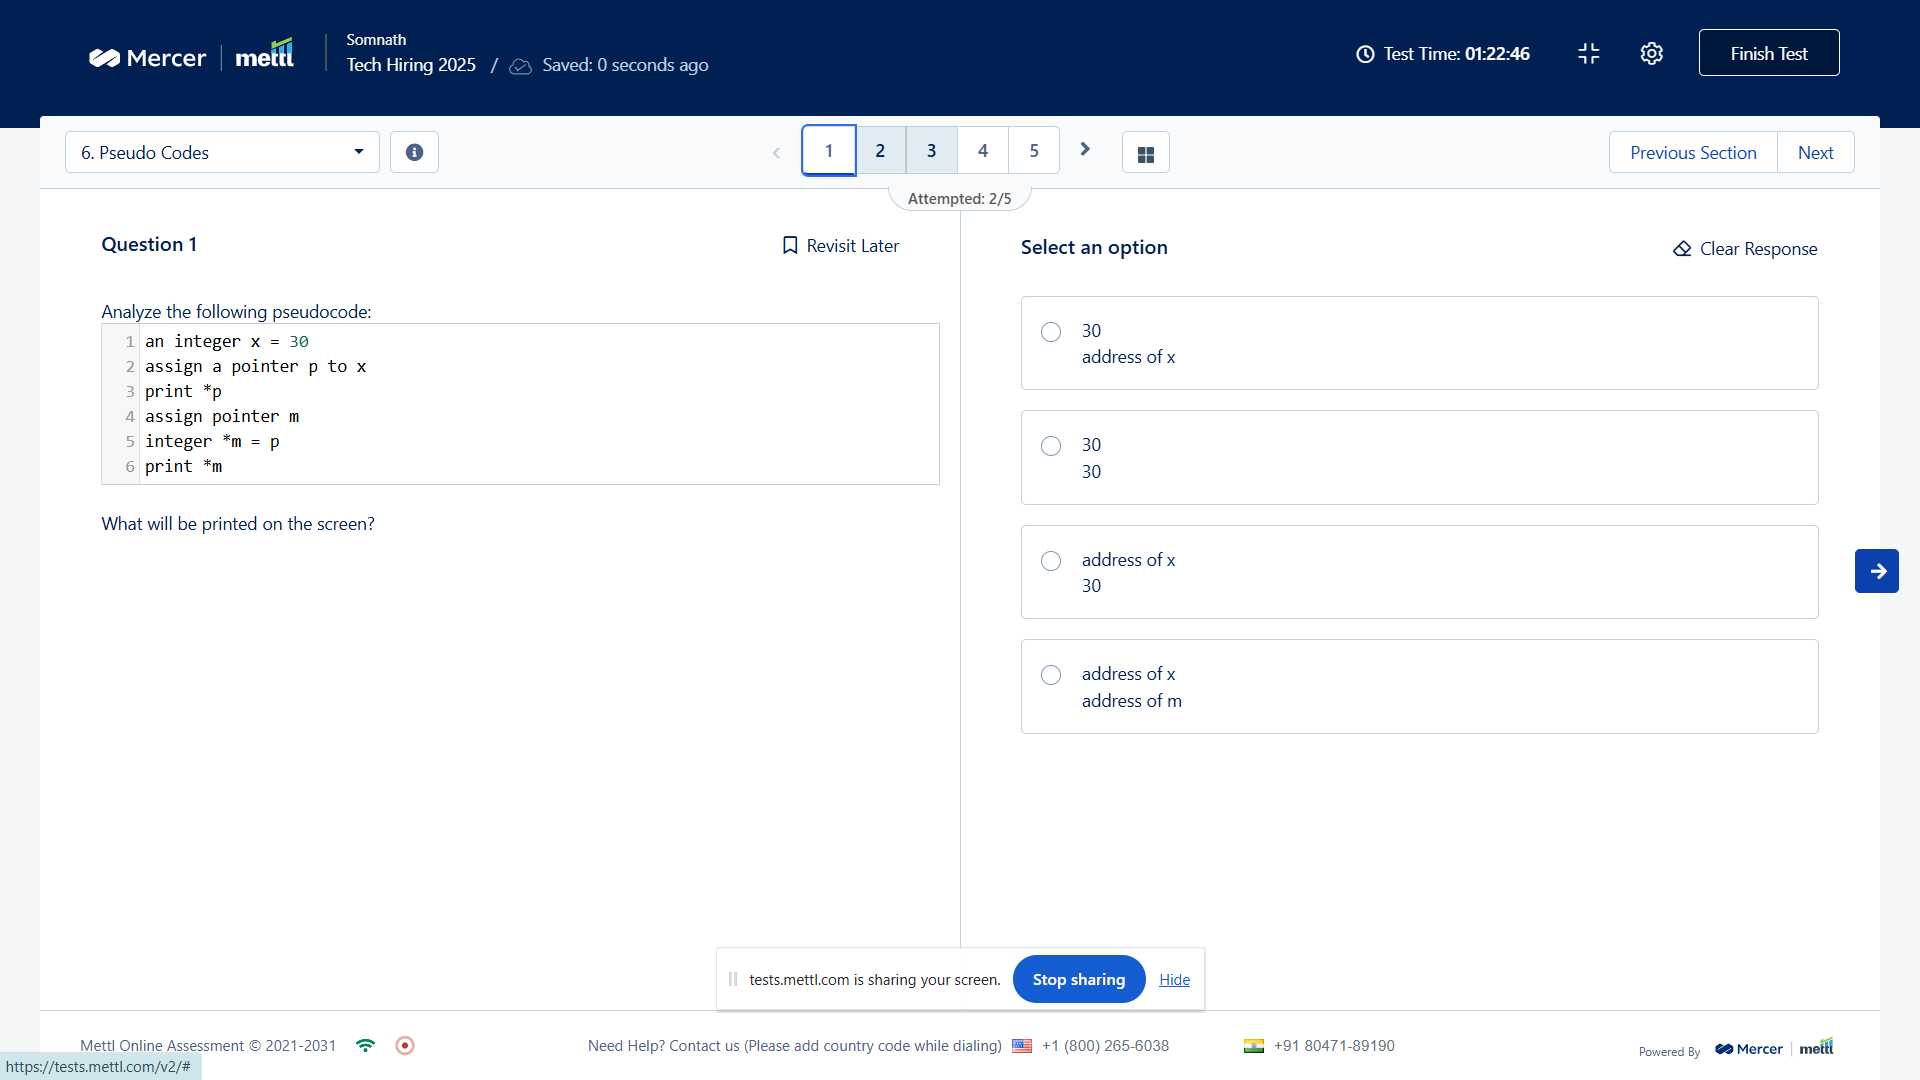 Mercer mettl
Somnath
Tech Hiring 2025 / Saved: 0 seconds ago
Test Time: 01:22:46
Finish Test
6. Pseudo Codes
1 2 3 4 5
Attempted: 2/5
Previous Section
Next
Question 1
Revisit Later
Analyze the following pseudocode:
1 an integer x = 30
2 assign a pointer p to x
3 print *p
4 assign pointer m
5 integer *m = p
6 print *m
What will be printed on the screen?
Select an option
Clear Response
30
address of x
30
30
address of x
30
address of x
address of m
tests.mettl.com is sharing your screen.
Stop sharing
Hide
Mettl Online Assessment © 2021-2031
Need Help? Contact us (Please add country code while dialing) +1 (800) 265-6038 +91 80471-89190
Powered By Mercer mettl
https://tests.mettl.com/v2/#